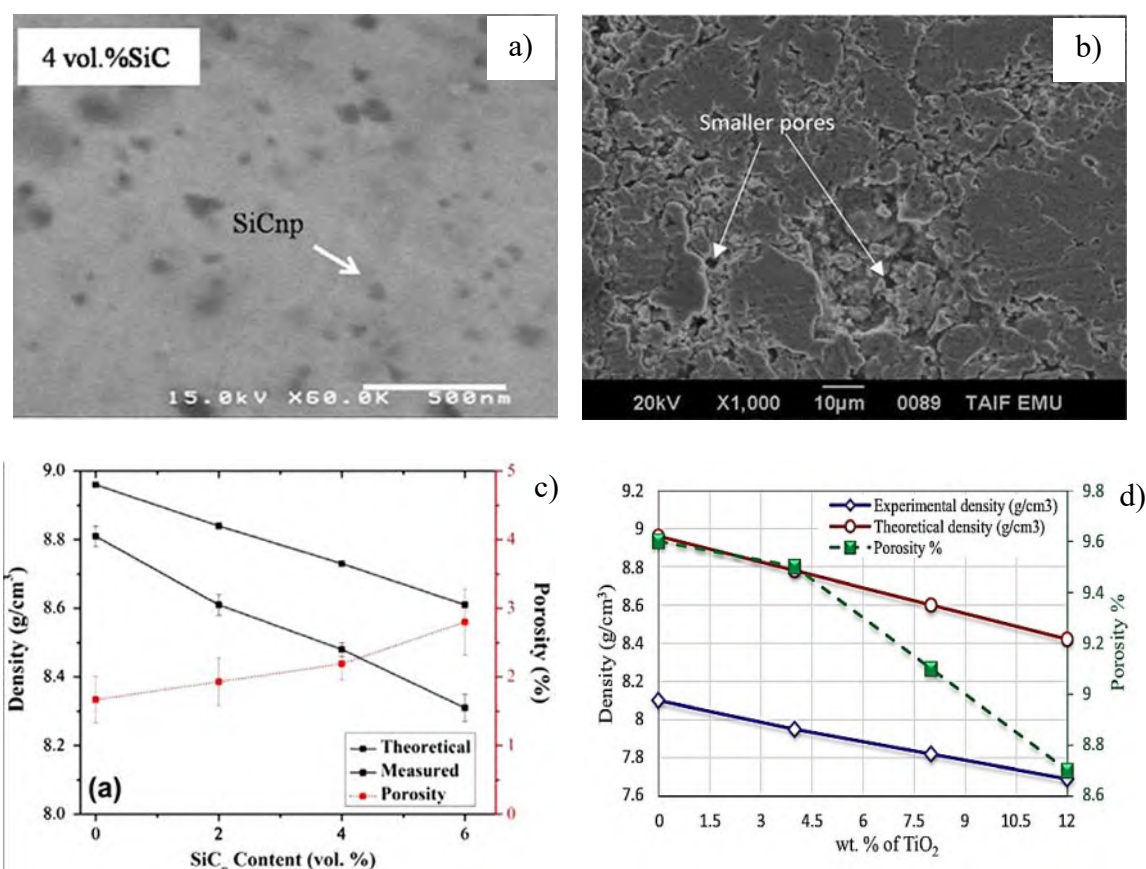 4 vol.%SiC
a)
SiCnp
15.0kV X60.0K 500nm
b)
Smaller pores
20kV X1,000 10µm 0089 TAIF EMU
c)
9.0
8.8
8.6
8.4
8.2
8.0
Density (g/cm³)
5
4
3
2
1
0
Porosity (%)
Theoretical
Measured
Porosity
(a)
0 2 4 6
SiC Content (vol. %)
d)
9.2
9
8.8
8.6
8.4
8.2
8
7.8
7.6
Density (g/cm³)
Experimental density (g/cm3)
Theoretical density (g/cm3)
Porosity %
9.8
9.6
9.4
9.2
9
8.8
8.6
Porosity %
0 1.5 3 4.5 6 7.5 9 10.5 12
wt. % of TiO₂